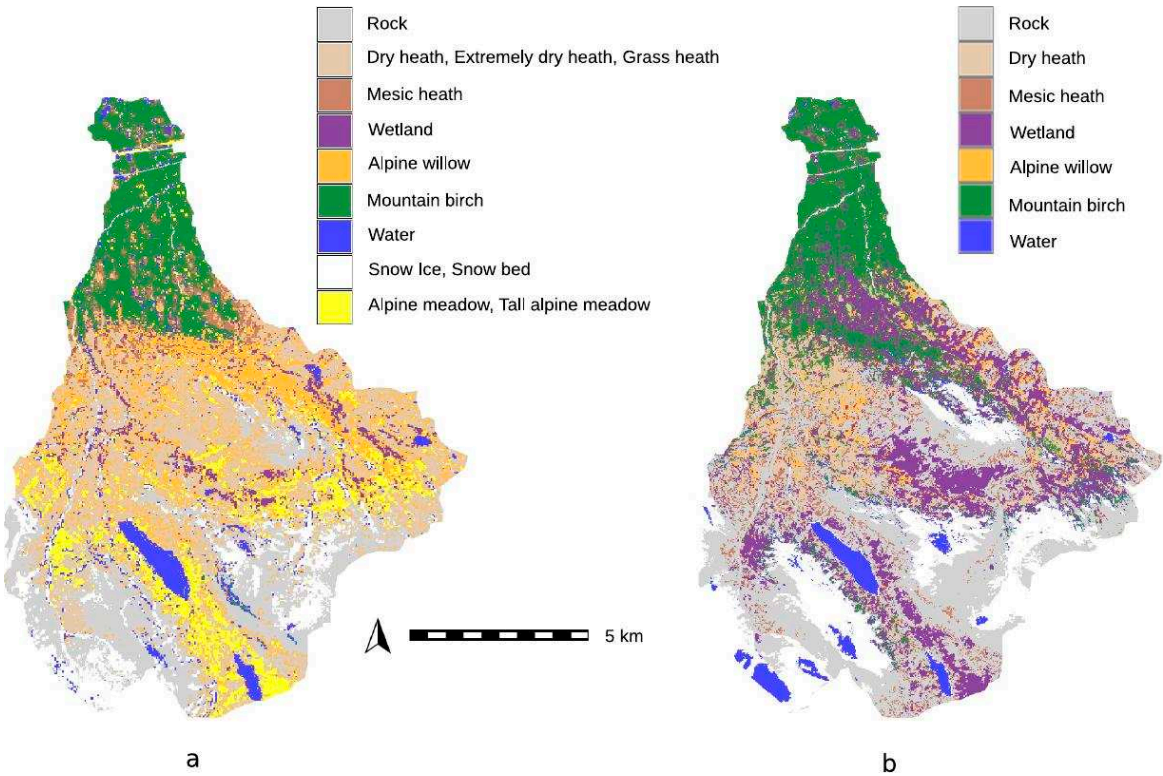 Rock
Dry heath, Extremely dry heath, Grass heath
Mesic heath
Wetland
Alpine willow
Mountain birch
Water
Snow Ice, Snow bed
Alpine meadow, Tall alpine meadow
Rock
Dry heath
Mesic heath
Wetland
Alpine willow
Mountain birch
Water
5 km
a
b